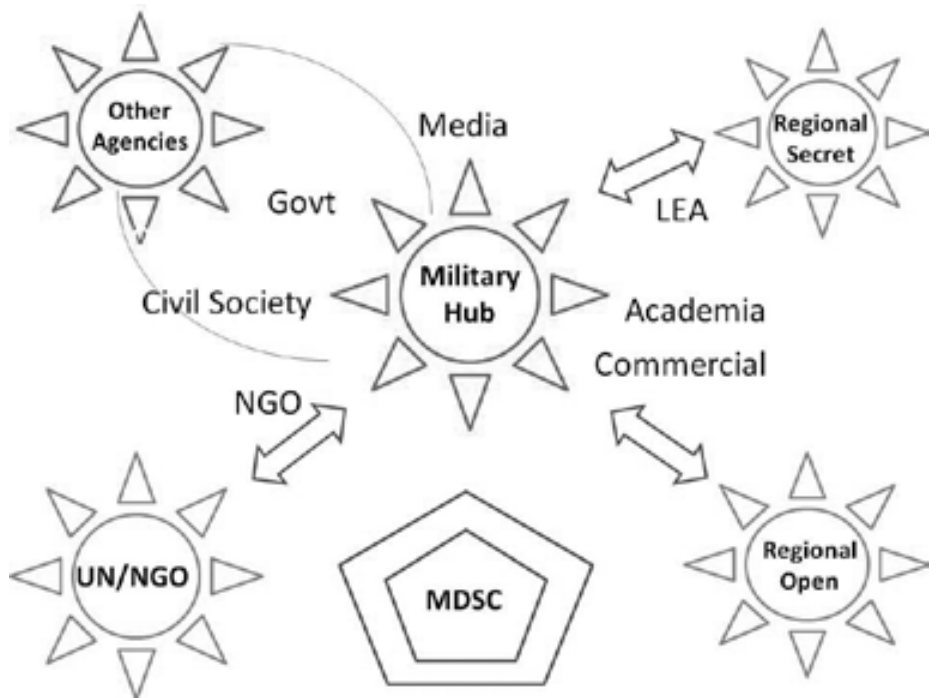 Other
Agencies
Media
Regional
Secret
Govt
LEA
Military
Hub
Civil Society
Academia
Commercial
NGO
UN/NGO
MDSC
Regional
Open